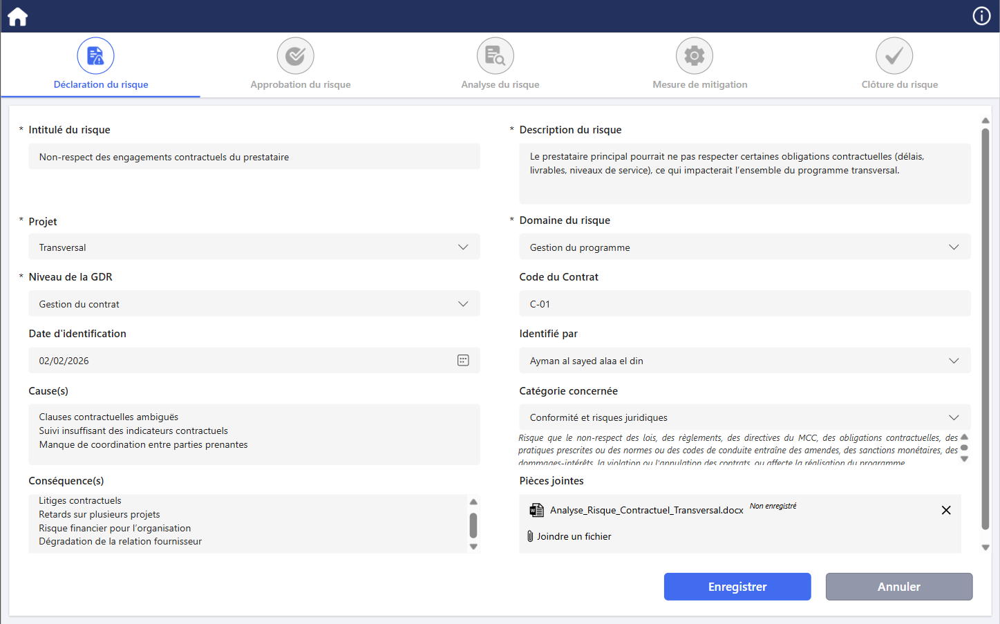 Déclaration du risque
Approbation du risque
Analyse du risque
Mesure de mitigation
Clôture du risque
* Intitulé du risque
Non-respect des engagements contractuels du prestataire
* Description du risque
Le prestataire principal pourrait ne pas respecter certaines obligations contractuelles (délais,
livrables, niveaux de service), ce qui impacterait l’ensemble du programme transversal.
* Projet
Transversal
* Domaine du risque
Gestion du programme
* Niveau de la GDR
Gestion du contrat
Code du Contrat
C-01
Date d'identification
02/02/2026
Identifié par
Ayman al sayed alaa el din
Cause(s)
Clauses contractuelles ambiguës
Suivi insuffisant des indicateurs contractuels
Manque de coordination entre parties prenantes
Catégorie concernée
Conformité et risques juridiques
Risque que le non-respect des lois, des règlements, des directives du MCC, des obligations contractuelles, des
pratiques prescrites ou des normes ou des codes de conduite entraîne des amendes, des sanctions monétaires, des
dommages-intérêts, la violation ou l'annulation des contrats, ou affecte la réalisation du programme
Conséquence(s)
Litiges contractuels
Retards sur plusieurs projets
Risque financier pour l’organisation
Dégradation de la relation fournisseur
Pièces jointes
Analyse_Risque_Contractuel_Transversal.docx Non enregistré
Joindre un fichier
Enregistrer
Annuler